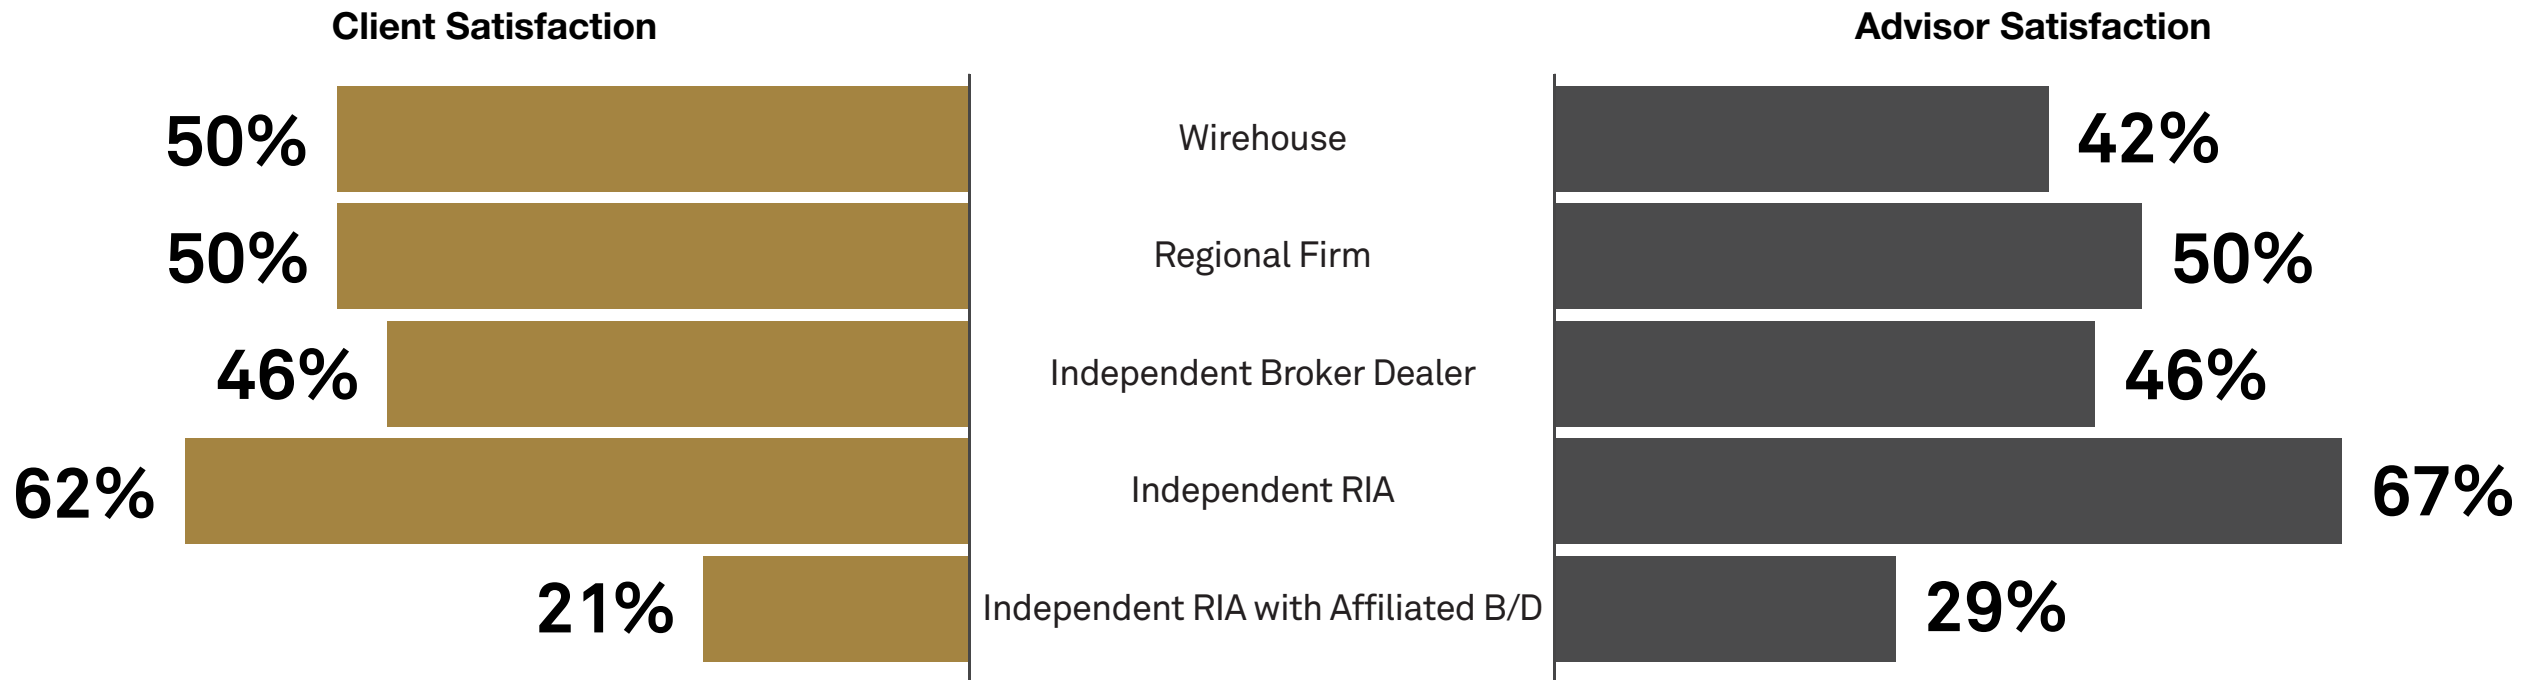 Client Satisfaction
Advisor Satisfaction
50%
Wirehouse
42%
50%
Regional Firm
50%
46%
Independent Broker Dealer
46%
62%
Independent RIA
67%
21%
Independent RIA with Affiliated B/D
29%